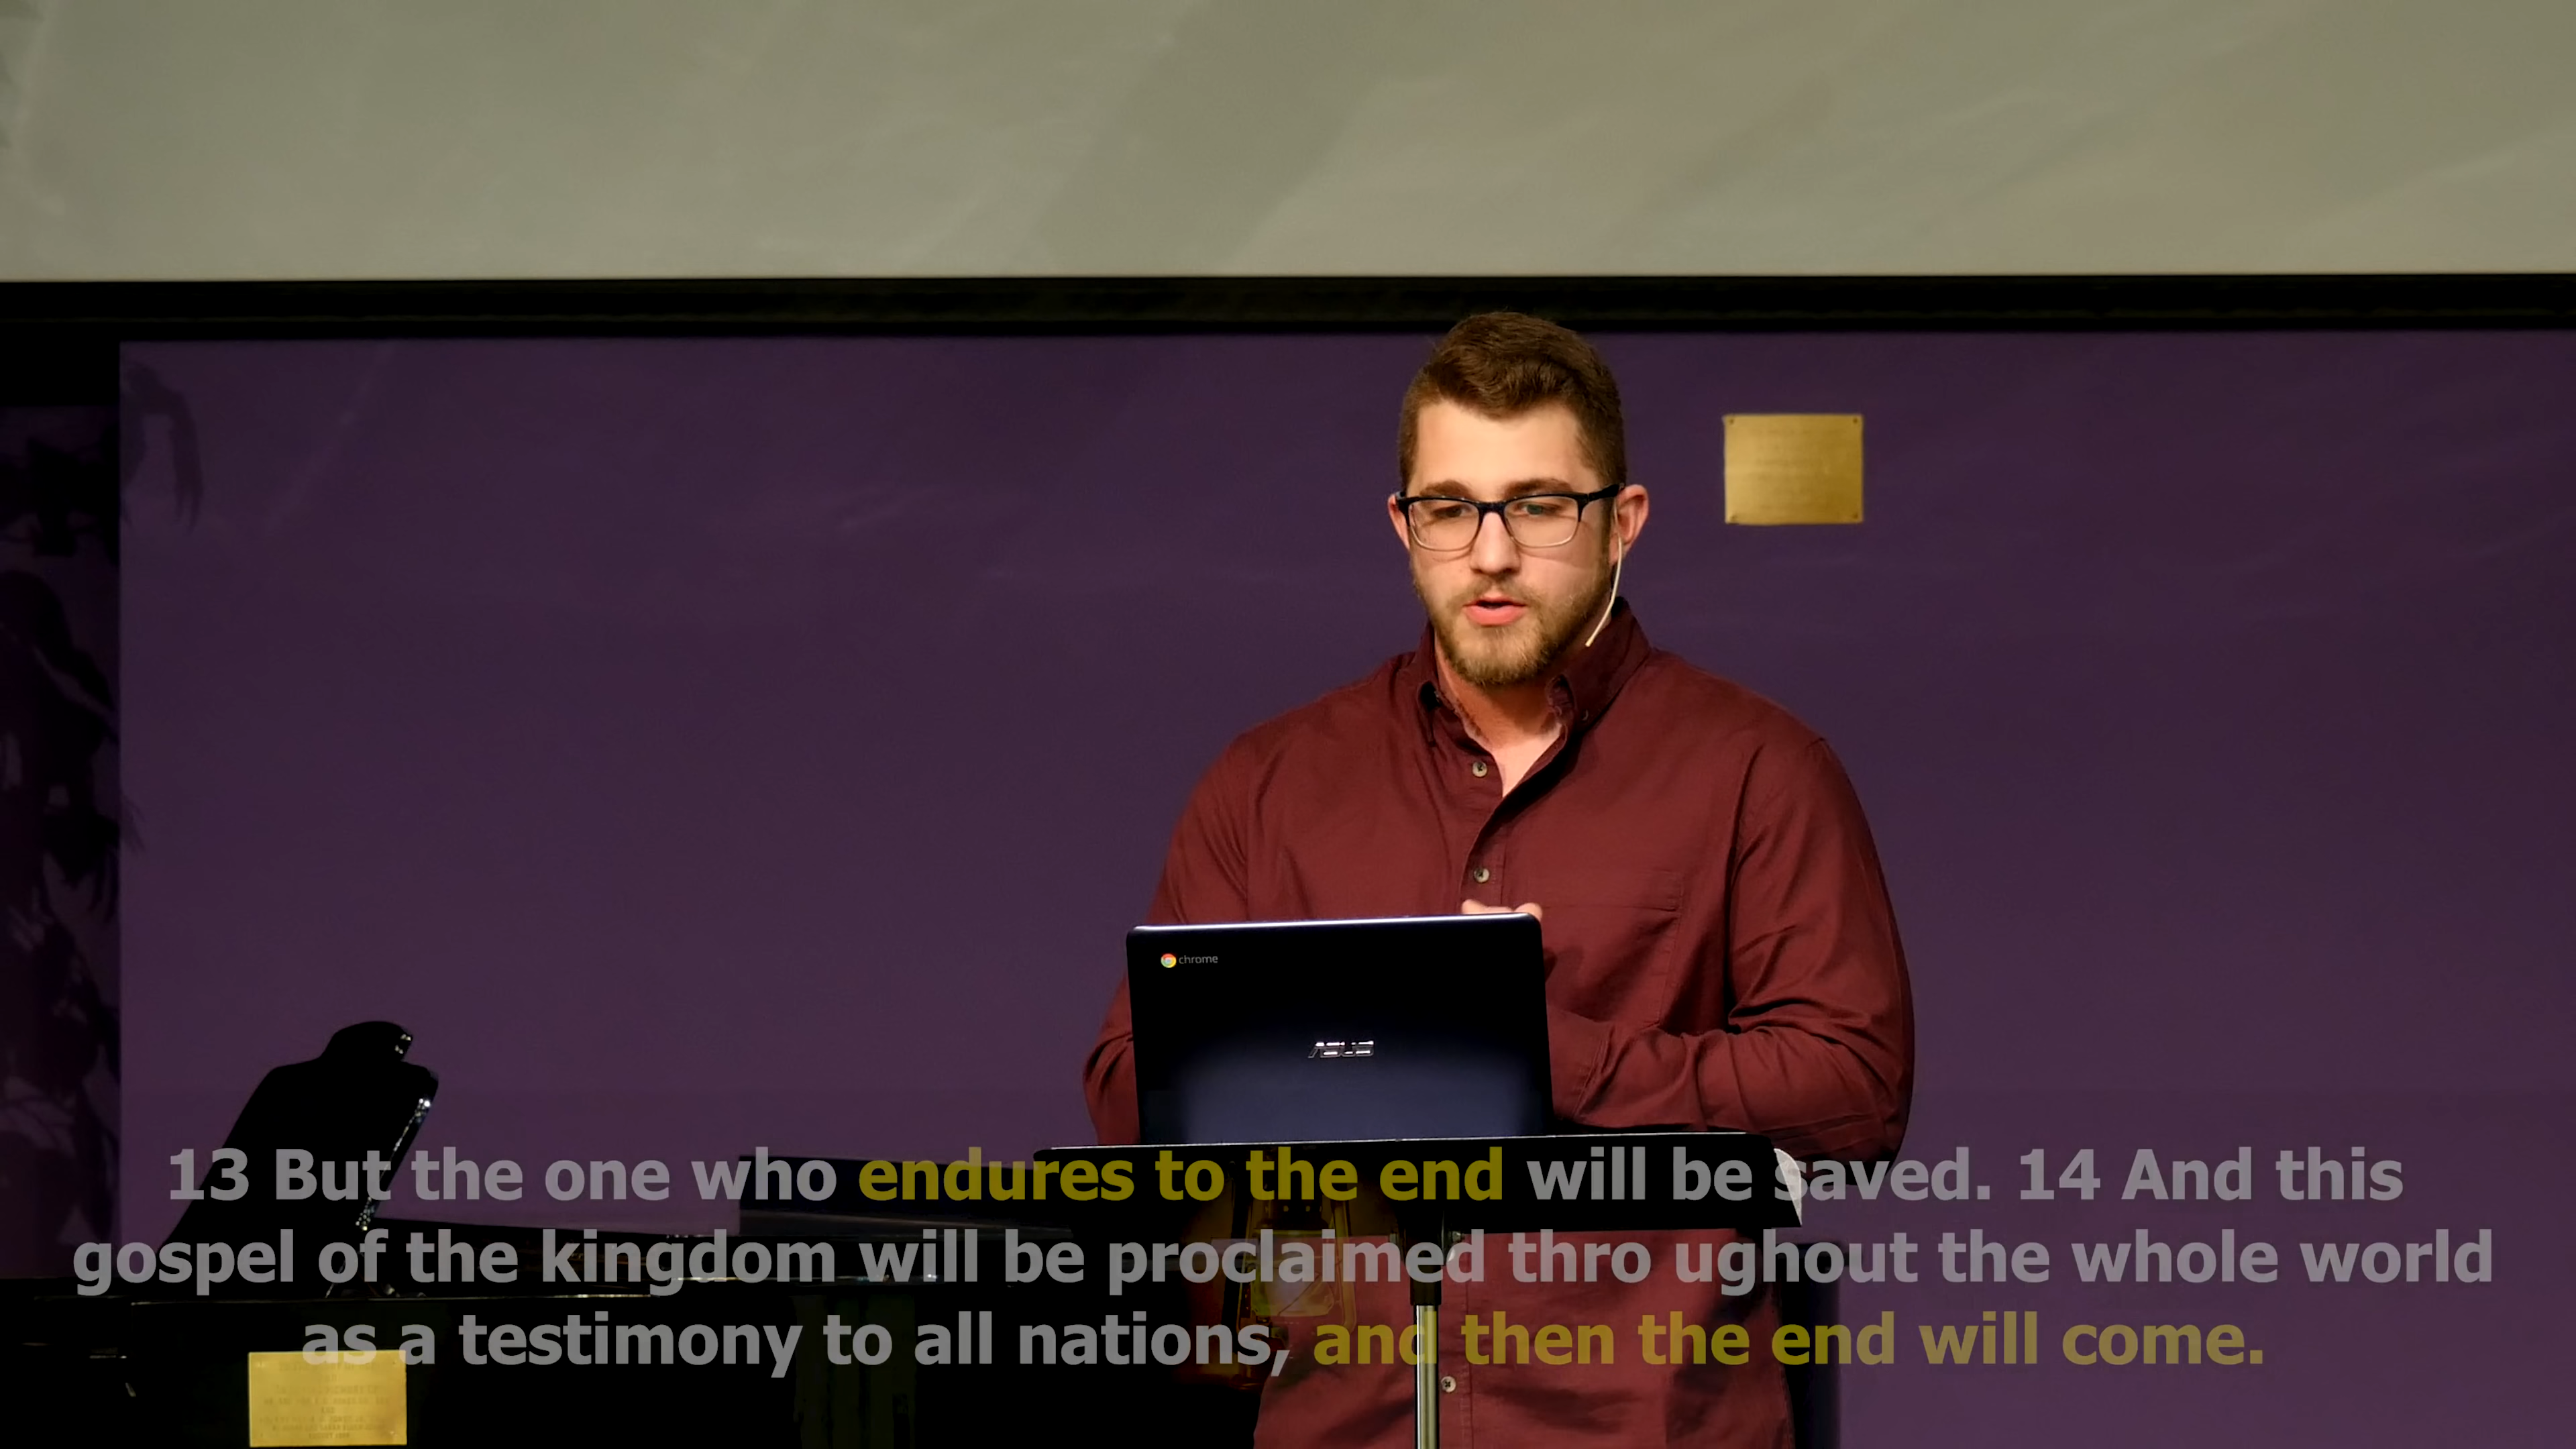 chrome
ASUS
13 But the one who endures to the end will be saved. 14 And this
gospel of the kingdom will be proclaimed thro ughout the whole world
as a testimony to all nations, and then the end will come.